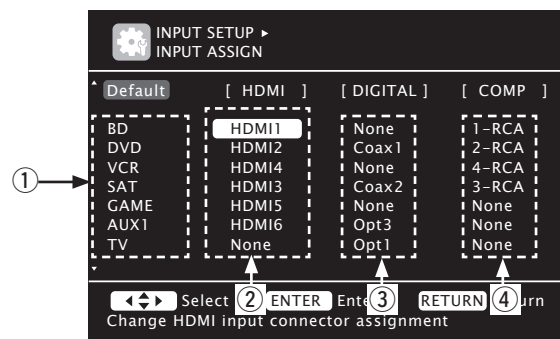 INPUT SETUP ▸
INPUT ASSIGN
Default [ HDMI ] [ DIGITAL ] [ COMP ]
BD HDMI1 None 1-RCA
DVD HDMI2 Coax1 2-RCA
VCR HDMI4 None 4-RCA
SAT HDMI3 Coax2 3-RCA
GAME HDMI5 None None
AUX1 HDMI6 Opt3 None
TV None Opt1 None
① ② ③ ④
Select ENTER RETURN
Change HDMI input connector assignment